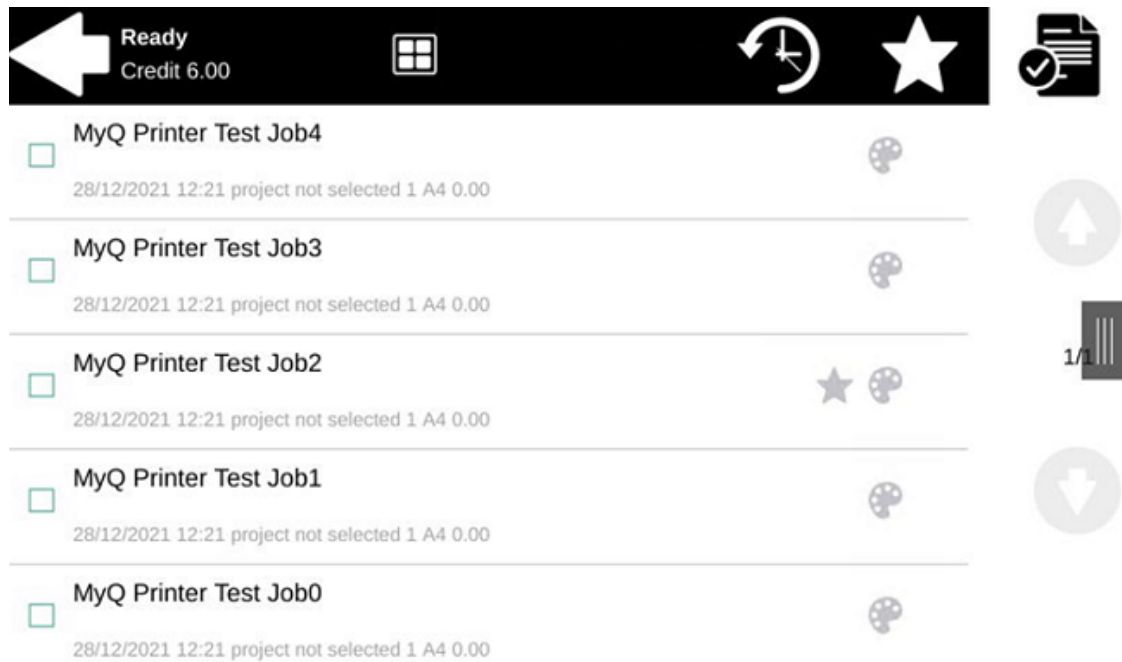 Ready
Credit 6.00
MyQ Printer Test Job4
28/12/2021 12:21 project not selected 1 A4 0.00
MyQ Printer Test Job3
28/12/2021 12:21 project not selected 1 A4 0.00
MyQ Printer Test Job2
28/12/2021 12:21 project not selected 1 A4 0.00
1/1
MyQ Printer Test Job1
28/12/2021 12:21 project not selected 1 A4 0.00
MyQ Printer Test Job0
28/12/2021 12:21 project not selected 1 A4 0.00